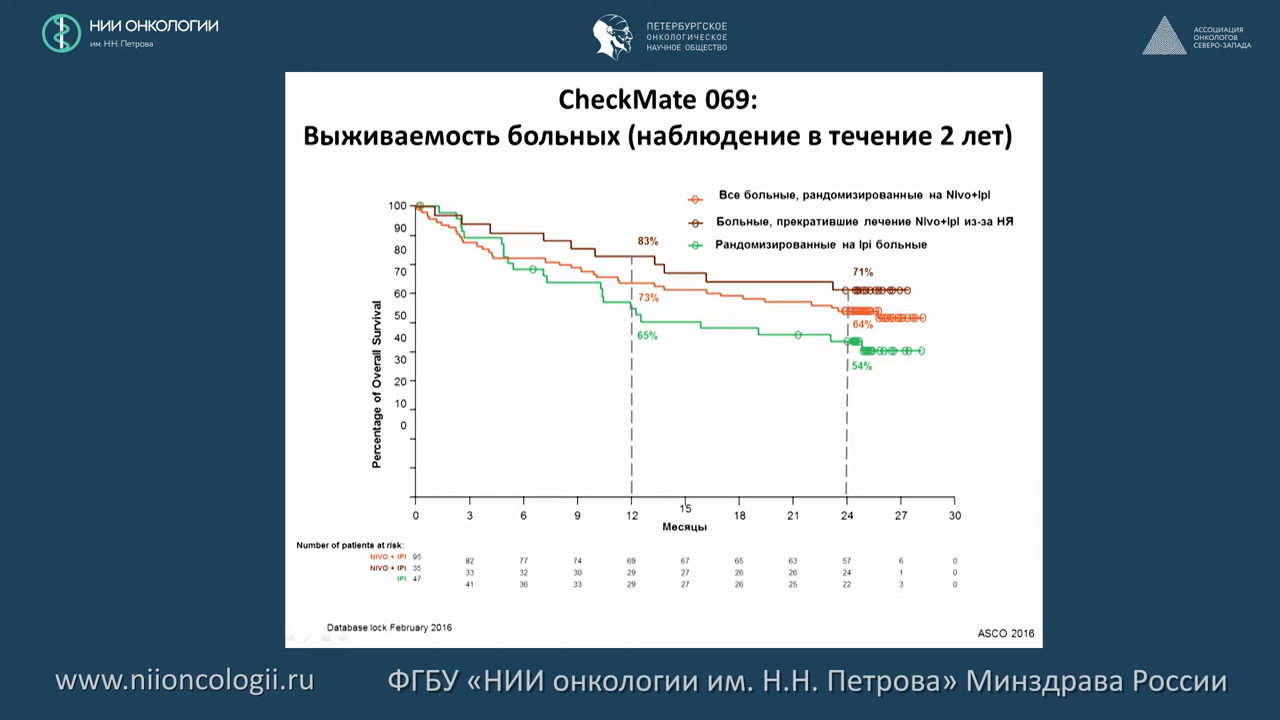 НИИ ОНКОЛОГИИ
им. Н.Н. Петрова
ПЕТЕРБУРГСКОЕ
ОНКОЛОГИЧЕСКОЕ
НАУЧНОЕ ОБЩЕСТВО
АССОЦИАЦИЯ
ОНКОЛОГОВ
СЕВЕРО-ЗАПАДА
CheckMate 069:
Выживаемость больных (наблюдение в течение 2 лет)
Все больные, рандомизированные на Nivo+Ipi
Больные, прекратившие лечение Nivo+Ipi из-за НЯ
Рандомизированные на Ipi больные
Percentage of Overall Survival
100
90
80
70
60
50
40
30
20
10
0
83%
73%
65%
71%
64%
54%
0 3 6 9 12 15 18 21 24 27 30
Месяцы
Number of patients at risk:
NIVO + IPI 95 82 77 74 69 67 65 63 57 6 0
NIVO + IPI 35 33 32 30 29 27 26 26 24 1 0
IPI 47 41 36 33 29 27 26 25 22 3 0
Database lock February 2016
ASCO 2016
www.niioncologii.ru
ФГБУ «НИИ онкологии им. Н.Н. Петрова» Минздрава России